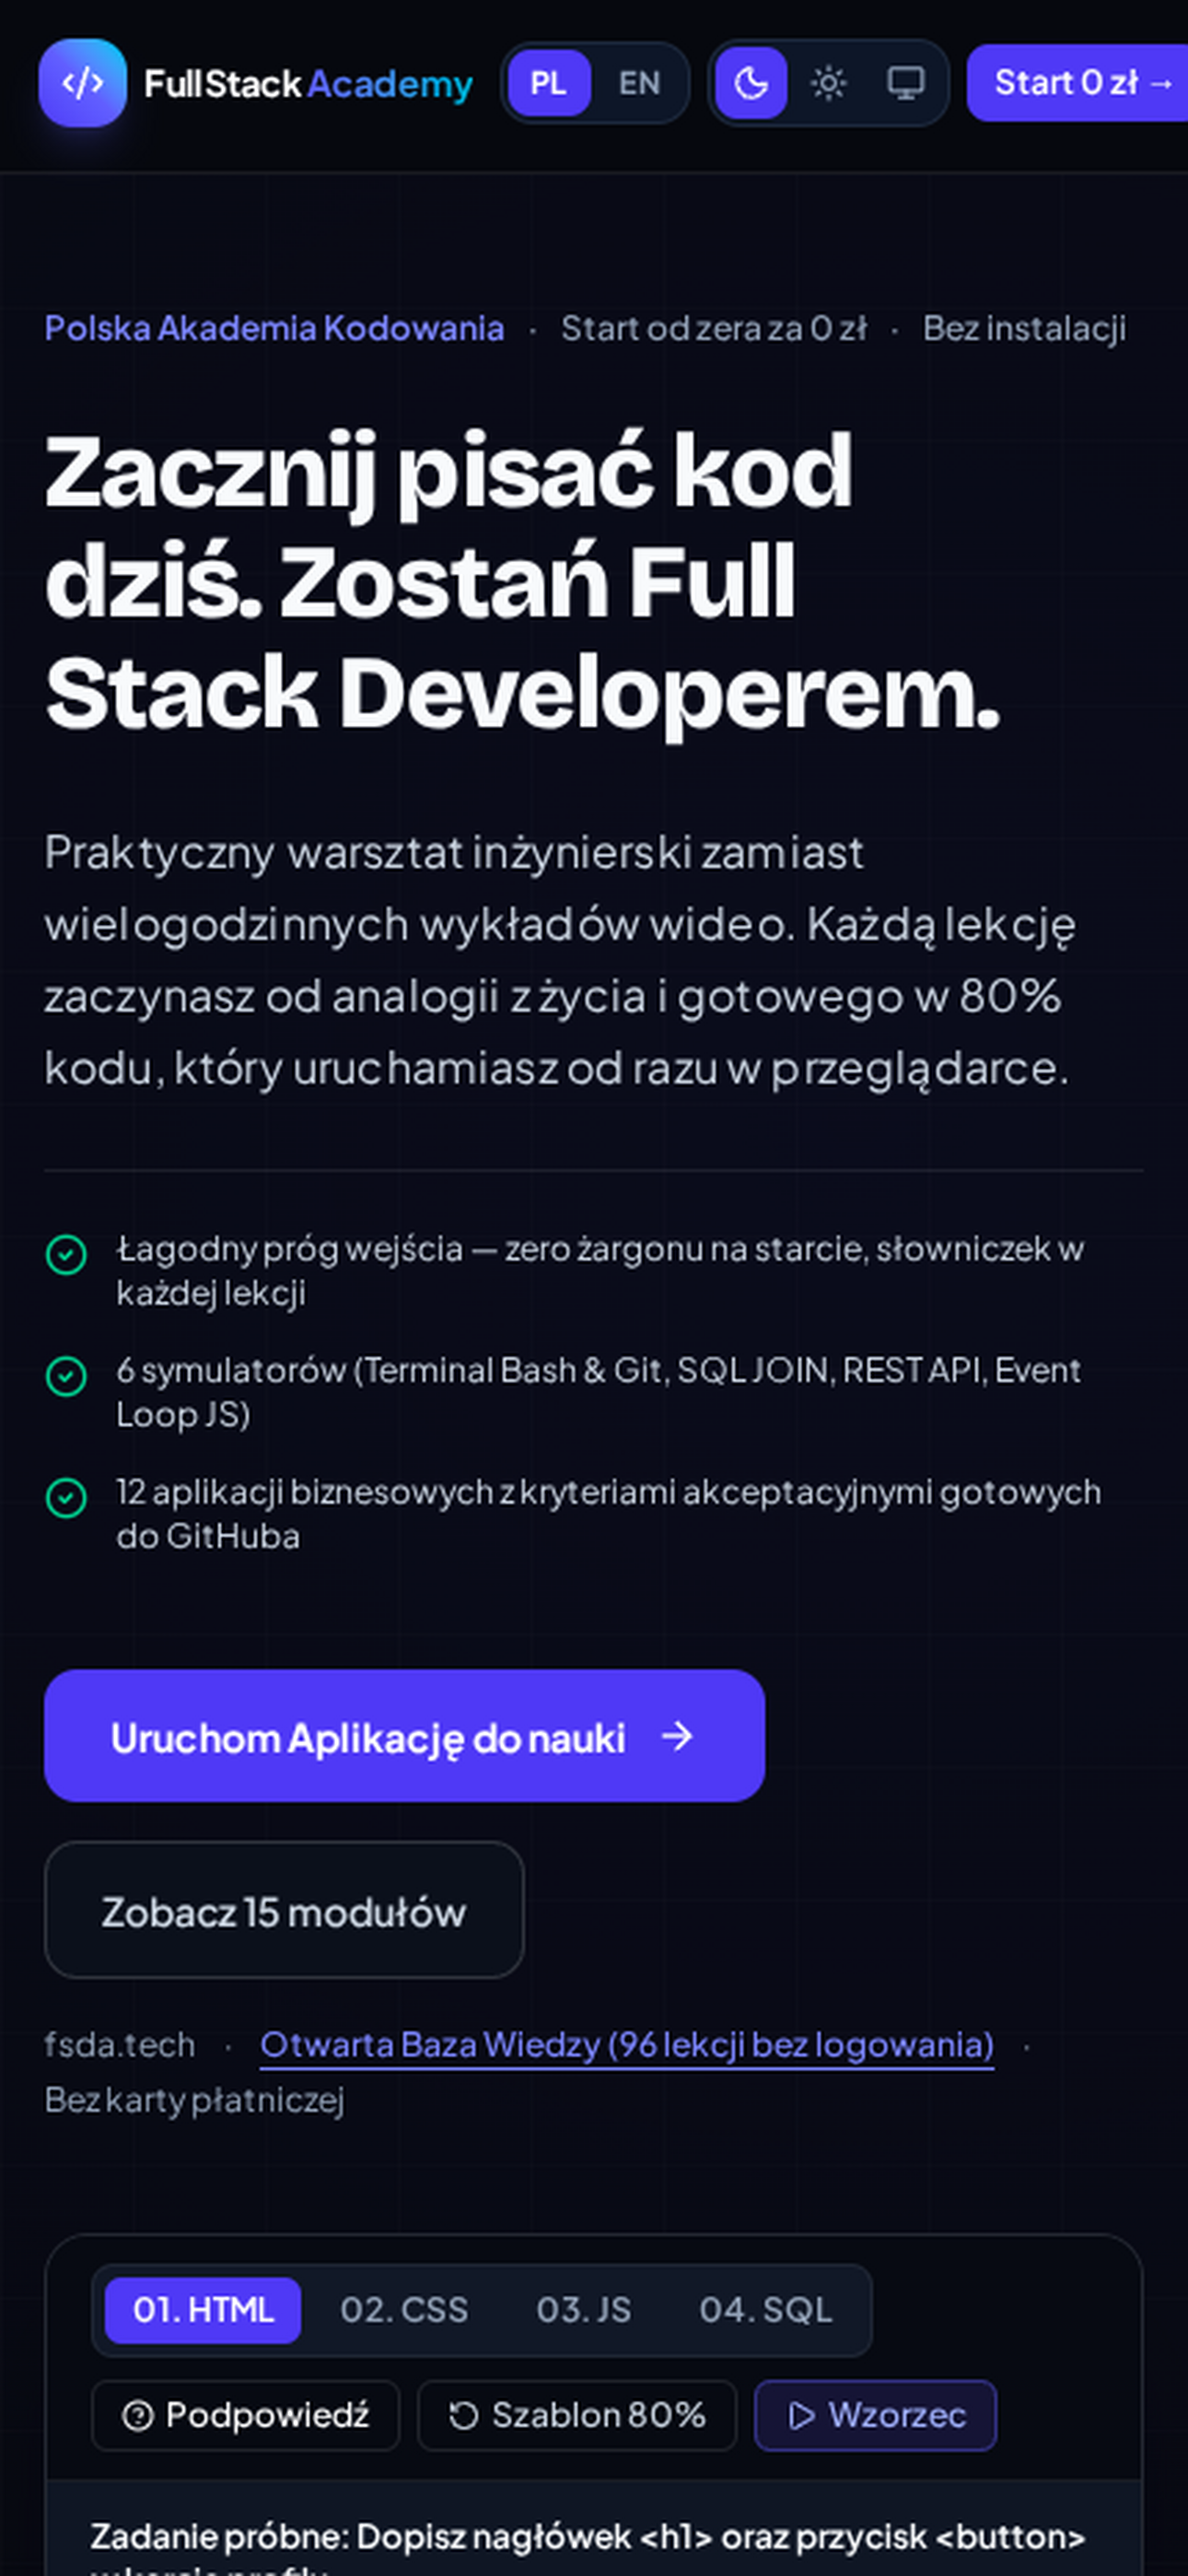 </> FullStack Academy PL EN Start 0 zł →
Polska Akademia Kodowania · Start od zera za 0 zł · Bez instalacji
Zacznij pisać kod
dziś. Zostań Full
Stack Developerem.
Praktyczny warsztat inżynierski zamiast
wielogodzinnych wykładów wideo. Każdą lekcję
zaczynasz od analogii z życia i gotowego w 80%
kodu, który uruchamiasz od razu w przeglądarce.
Łagodny próg wejścia — zero żargonu na starcie, słowniczek w
każdej lekcji
6 symulatorów (Terminal Bash & Git, SQL JOIN, REST API, Event
Loop JS)
12 aplikacji biznesowych z kryteriami akceptacyjnymi gotowych
do GitHuba
Uruchom Aplikację do nauki →
Zobacz 15 modułów
fsda.tech · Otwarta Baza Wiedzy (96 lekcji bez logowania) ·
Bez karty płatniczej
01. HTML 02. CSS 03. JS 04. SQL
Podpowiedź Szablon 80% Wzorzec
Zadanie próbne: Dopisz nagłówek <h1> oraz przycisk <button>